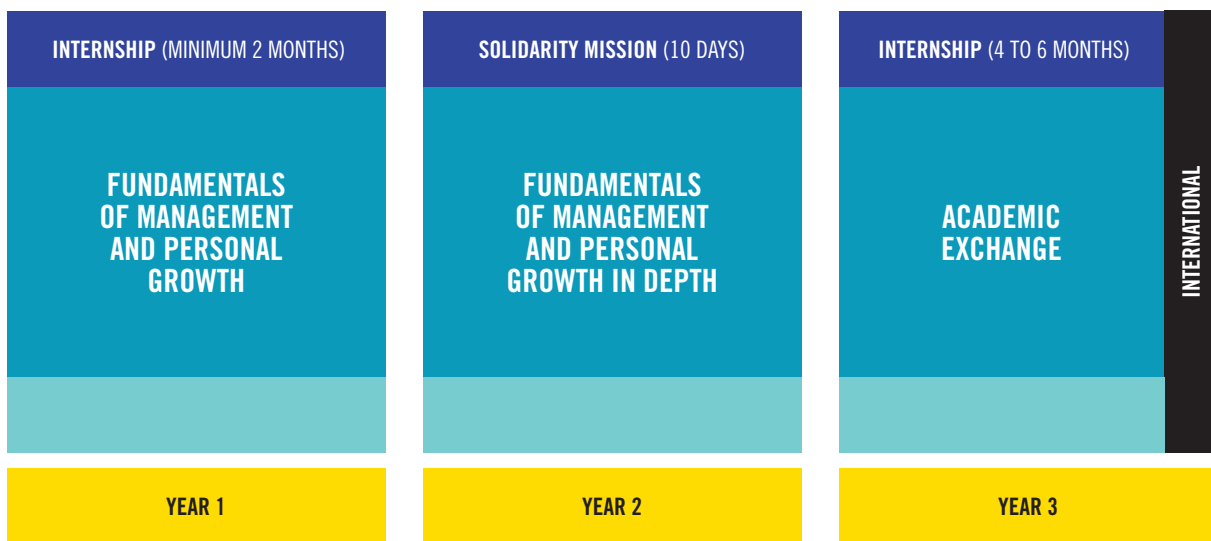 INTERNSHIP (MINIMUM 2 MONTHS)
FUNDAMENTALS
OF MANAGEMENT
AND PERSONAL
GROWTH
YEAR 1
SOLIDARITY MISSION (10 DAYS)
FUNDAMENTALS
OF MANAGEMENT
AND PERSONAL
GROWTH IN DEPTH
YEAR 2
INTERNSHIP (4 TO 6 MONTHS)
ACADEMIC
EXCHANGE
INTERNATIONAL
YEAR 3